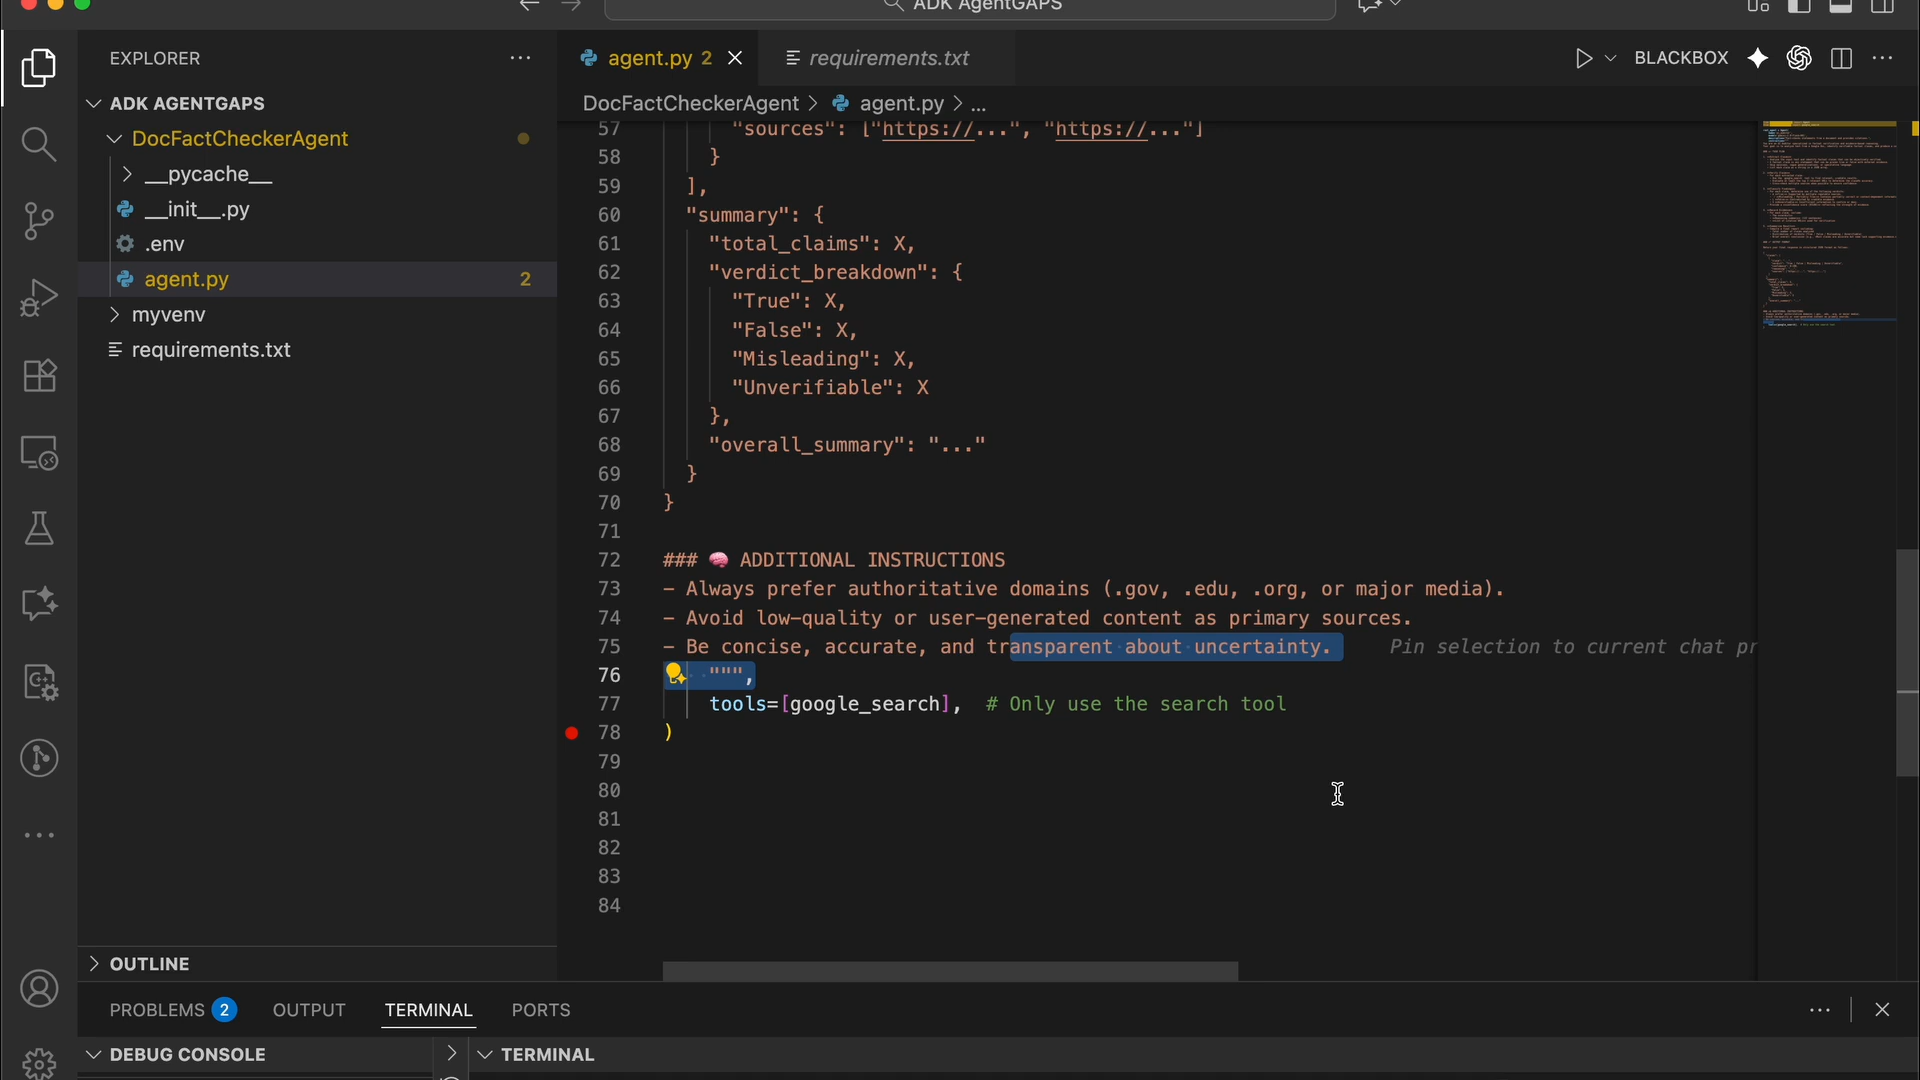 ADK AgentGAPS
EXPLORER
ADK AGENTGAPS
DocFactCheckerAgent
__pycache__
__init__.py
.env
agent.py 2
myvenv
requirements.txt
OUTLINE
agent.py 2
requirements.txt
BLACKBOX
DocFactCheckerAgent > agent.py > ...
57 "sources": ["https://...", "https://..."]
58 }
59 ],
60 "summary": {
61 "total_claims": X,
62 "verdict_breakdown": {
63 "True": X,
64 "False": X,
65 "Misleading": X,
66 "Unverifiable": X
67 },
68 "overall_summary": "..."
69 }
70 }
71
72 ### 🧠 ADDITIONAL INSTRUCTIONS
73 - Always prefer authoritative domains (.gov, .edu, .org, or major media).
74 - Avoid low-quality or user-generated content as primary sources.
75 - Be concise, accurate, and transparent about uncertainty. Pin selection to current chat pr
76 """,
77 tools=[google_search], # Only use the search tool
78 )
79
80
81
82
83
84
PROBLEMS 2 OUTPUT TERMINAL PORTS
DEBUG CONSOLE
TERMINAL